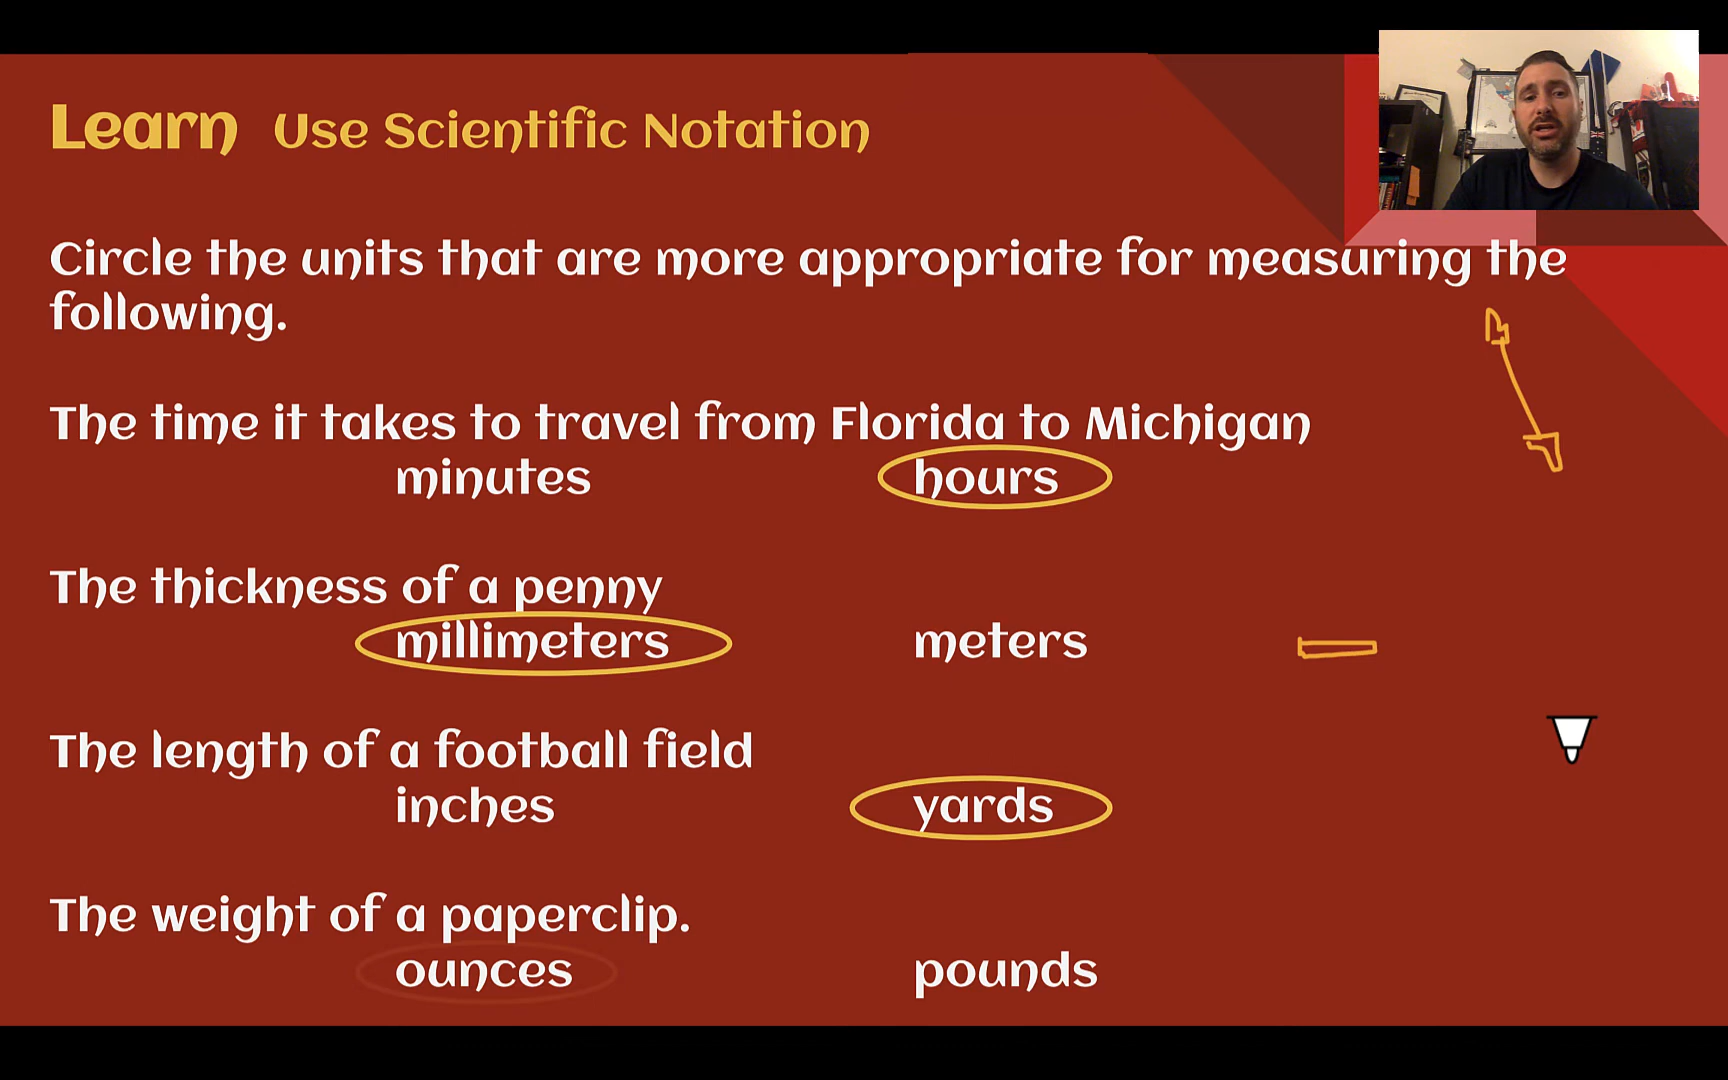 Learn Use Scientific Notation
Circle the units that are more appropriate for measuring the
following.
The time it takes to travel from Florida to Michigan
minutes hours
The thickness of a penny
millimeters meters
The length of a football field
inches yards
The weight of a paperclip.
ounces pounds